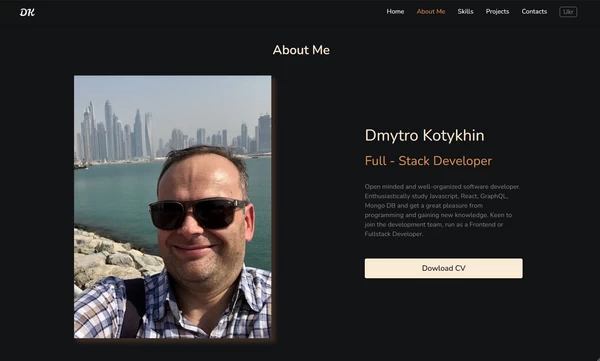 DK
Home About Me Skills Projects Contacts Ukr
About Me
Dmytro Kotykhin
Full - Stack Developer
Open minded and well-organized software developer.
Enthusiastically study Javascript, React, GraphQL,
Mongo DB and get a great pleasure from
programming and gaining new knowledge. Keen to
join the development team, run as a Frontend or
Fullstack Developer.
Dowload CV